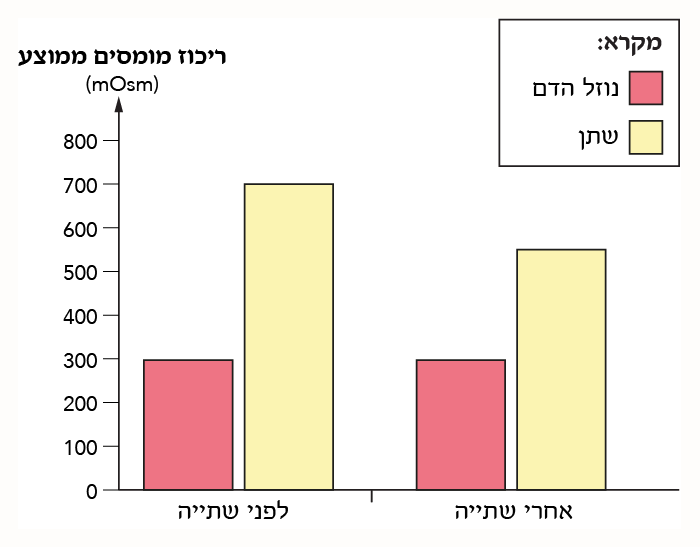 ריכוז מומסים ממוצע
(mOsm)
מקרא:
נוזל הדם
שתן
800
700
600
500
400
300
200
100
0
לפני שתייה
אחרי שתייה